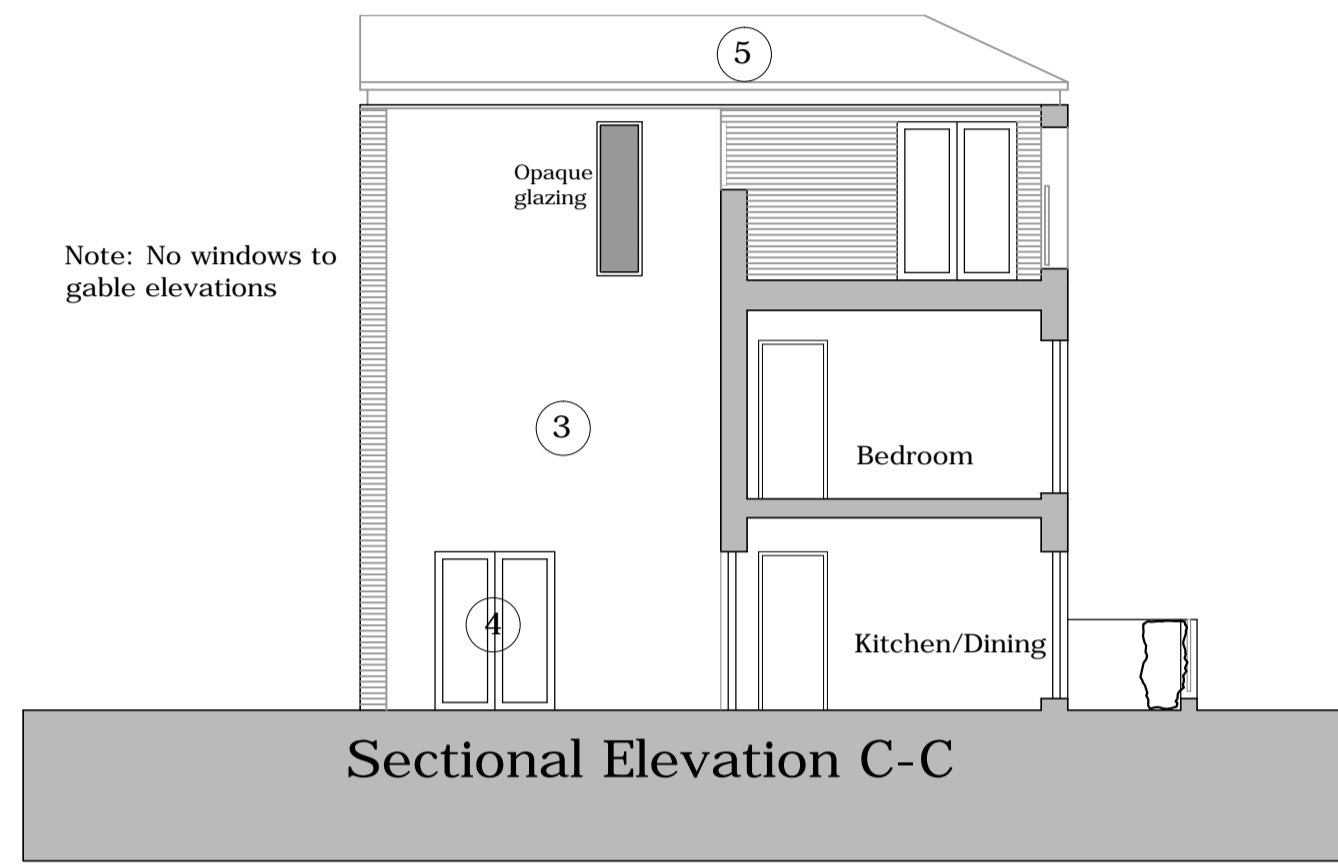 5
Opaque
glazing
Note: No windows to
gable elevations
3
Bedroom
4
Kitchen/Dining
Sectional Elevation C-C